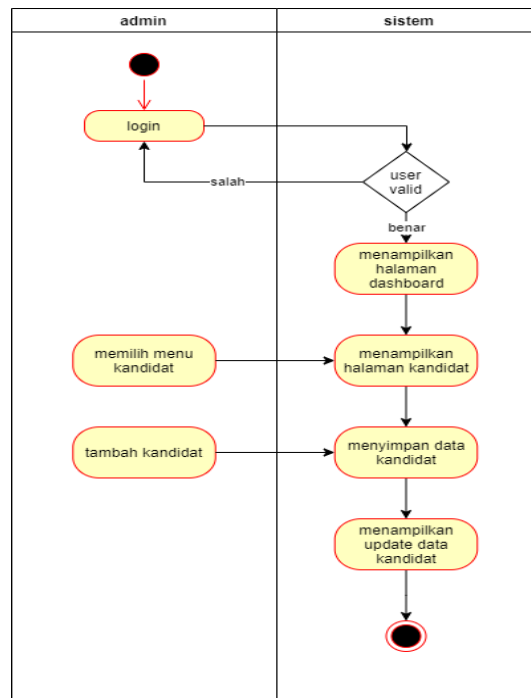 admin
sistem
login
user
valid
salah
benar
menampilkan
halaman
dashboard
memilih menu
kandidat
menampilkan
halaman kandidat
tambah kandidat
menyimpan data
kandidat
menampilkan
update data
kandidat